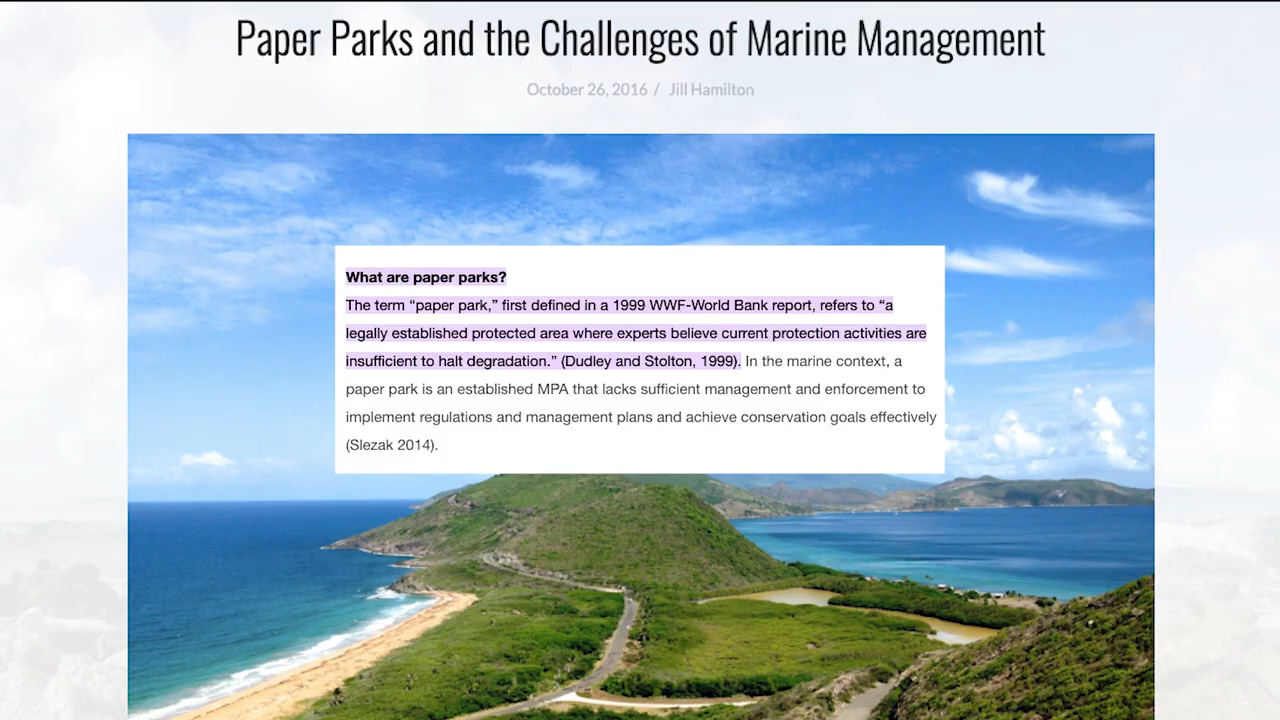 Paper Parks and the Challenges of Marine Management
October 26, 2016 / Jill Hamilton
What are paper parks?
The term “paper park,” first defined in a 1999 WWF-World Bank report, refers to “a
legally established protected area where experts believe current protection activities are
insufficient to halt degradation.” (Dudley and Stolton, 1999). In the marine context, a
paper park is an established MPA that lacks sufficient management and enforcement to
implement regulations and management plans and achieve conservation goals effectively
(Slezak 2014).